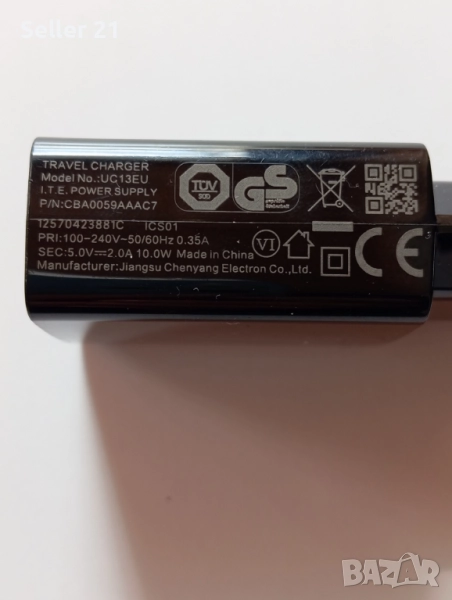 Seller 21
TRAVEL CHARGER
Model No.:UC13EU
I.T.E. POWER SUPPLY
P/N:CBA0059AAAC7
TÜV
SÜD
GS
12570423881C ICS01
PRI:100-240V~50/60Hz 0.35A
SEC:5.0V⎓2.0A 10.0W Made in China
Manufacturer:Jiangsu Chenyang Electron Co.,Ltd.
VI
CE
BAZAR